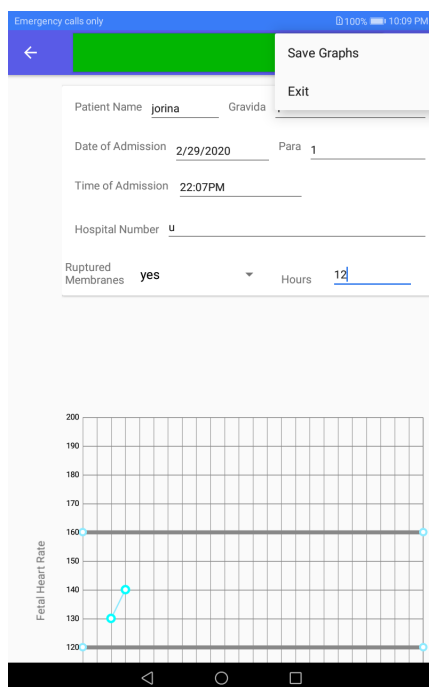 Emergency calls only 100% 10:09 PM
Save Graphs
Exit
Patient Name jorina Gravida
Date of Admission 2/29/2020 Para 1
Time of Admission 22:07PM
Hospital Number u
Ruptured Membranes yes Hours 12
200
190
180
170
160
150
140
130
120
Fetal Heart Rate